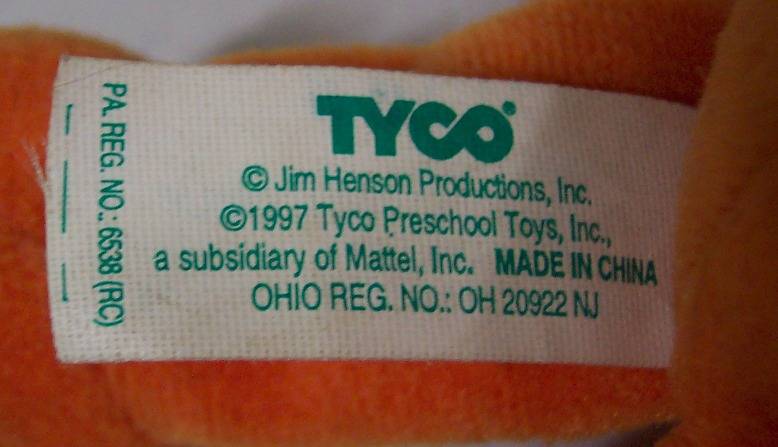 TYCO®
© Jim Henson Productions, Inc.
©1997 Tyco Preschool Toys, Inc.,
a subsidiary of Mattel, Inc. MADE IN CHINA
OHIO REG. NO.: OH 20922 NJ
PA. REG. NO.: 6538 (RC)